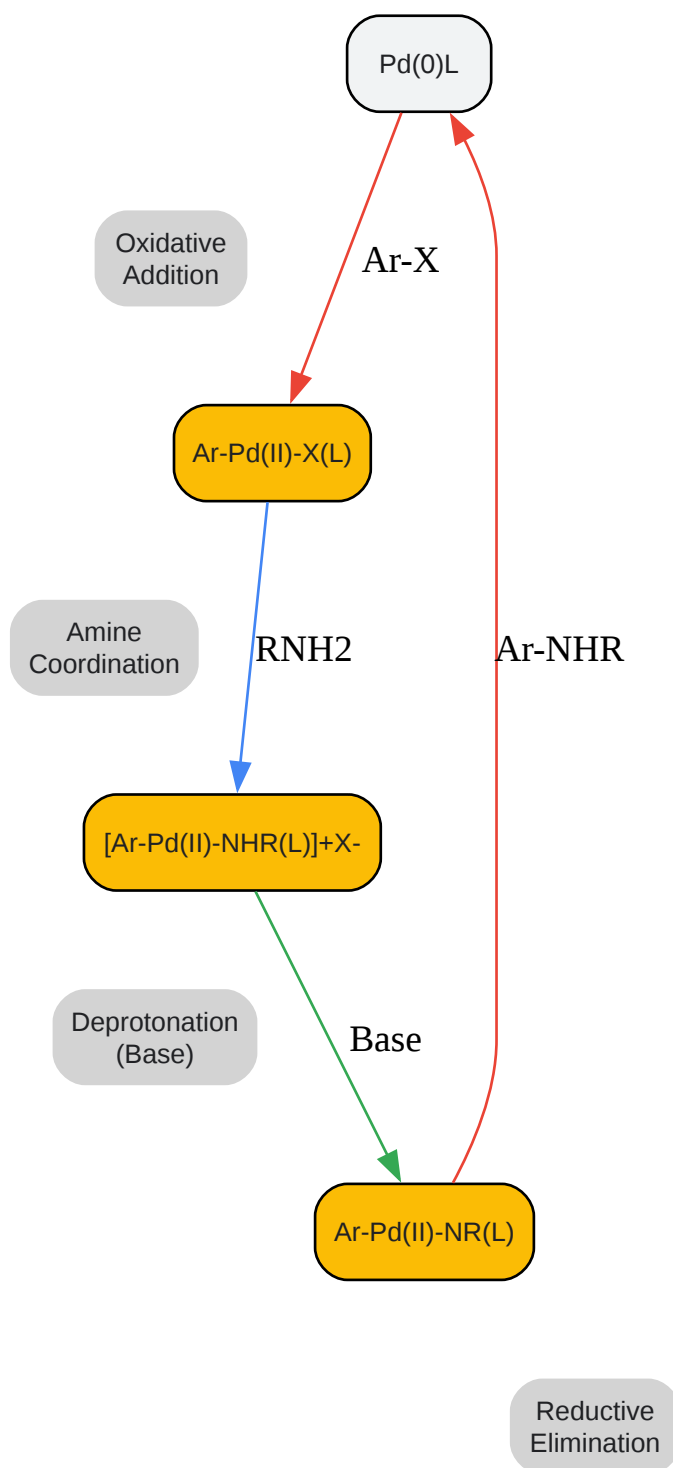 Pd(0)L
Oxidative
Addition
Ar-X
Ar-Pd(II)-X(L)
Amine
Coordination
RNH2
Ar-NHR
[Ar-Pd(II)-NHR(L)]+X-
Deprotonation
(Base)
Base
Ar-Pd(II)-NR(L)
Reductive
Elimination